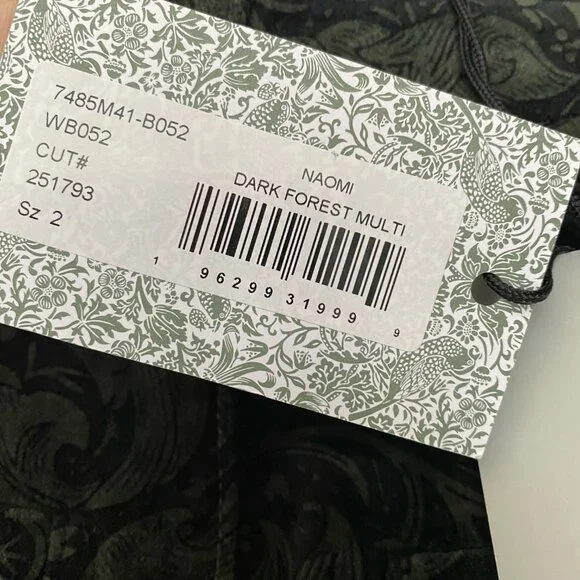 7485M41-B052
WB052
CUT#
251793
Sz 2
NAOMI
DARK FOREST MULTI
1 96299 31999 9